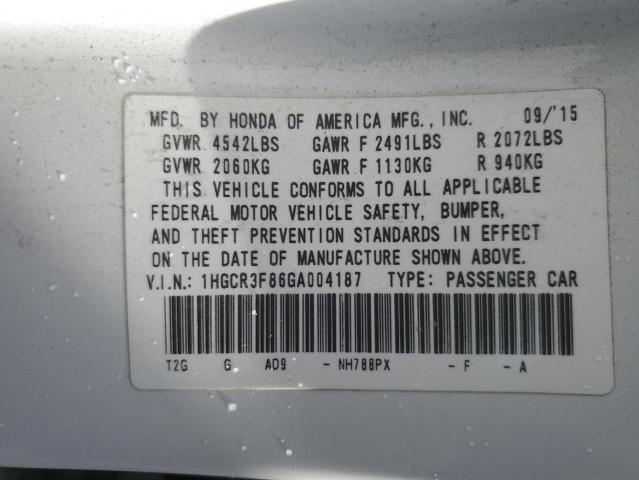 MFD. BY HONDA OF AMERICA MFG., INC. 09/'15
GVWR 4542LBS GAWR F 2491LBS R 2072LBS
GVWR 2060KG GAWR F 1130KG R 940KG
THIS VEHICLE CONFORMS TO ALL APPLICABLE
FEDERAL MOTOR VEHICLE SAFETY, BUMPER,
AND THEFT PREVENTION STANDARDS IN EFFECT
ON THE DATE OF MANUFACTURE SHOWN ABOVE.
V.I.N.: 1HGCR3F86GA004187 TYPE: PASSENGER CAR
T2G G A09 - NH788PX - F - A